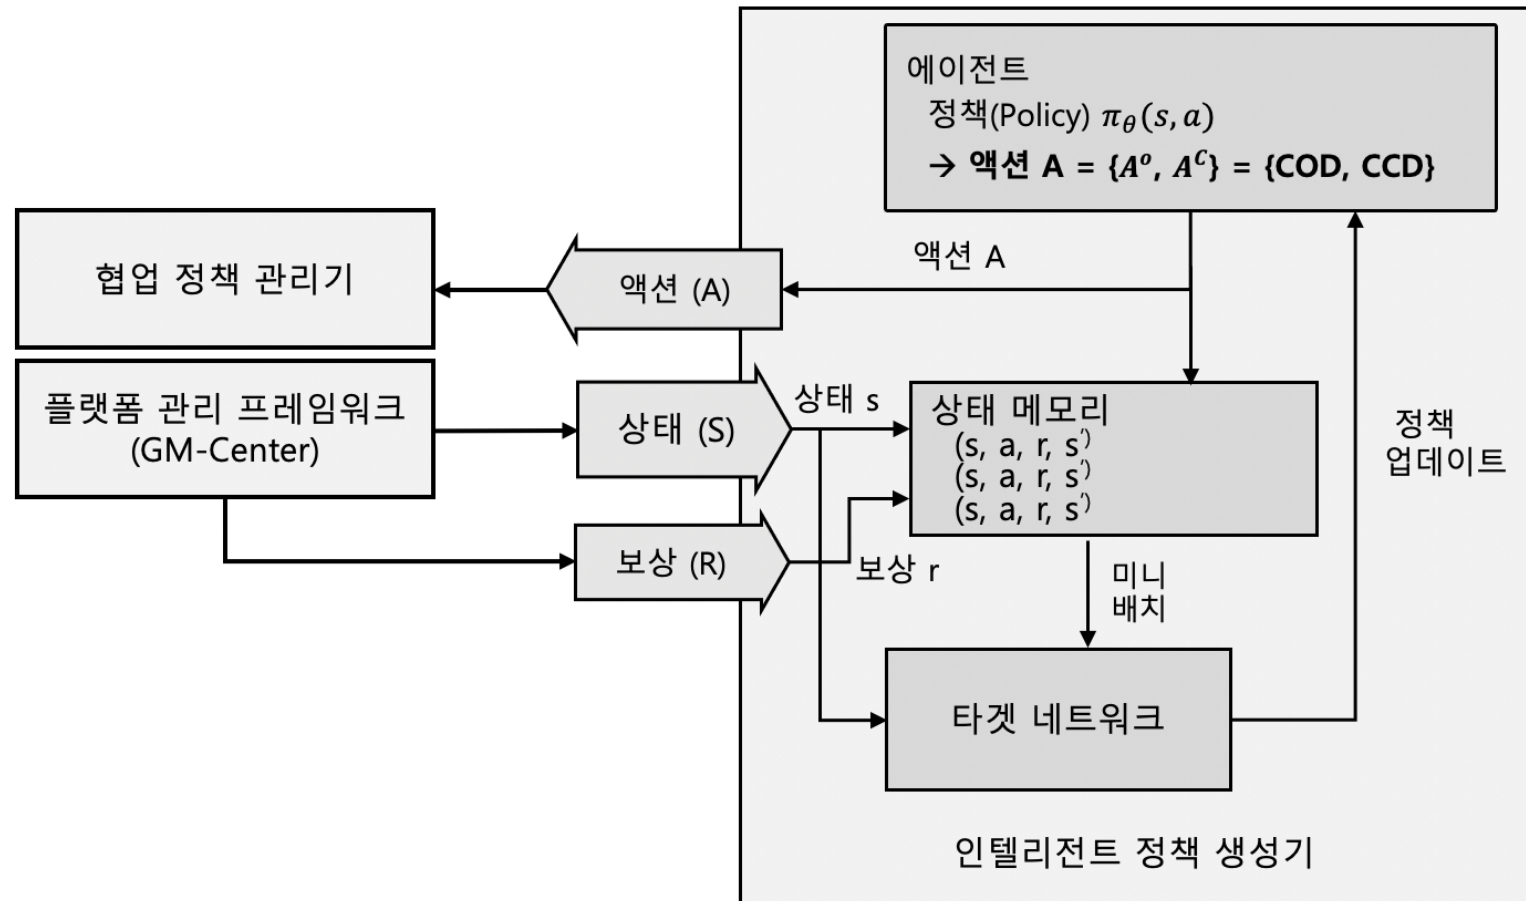 에이전트
정책(Policy) π_θ(s, a)
→ 액션 A = {A^o, A^C} = {COD, CCD}
액션 A
액션 (A)
협업 정책 관리기
플랫폼 관리 프레임워크
(GM-Center)
상태 (S)
상태 s
상태 메모리
(s, a, r, s')
(s, a, r, s')
(s, a, r, s')
정책
업데이트
보상 (R)
보상 r
미니
배치
타겟 네트워크
인텔리전트 정책 생성기